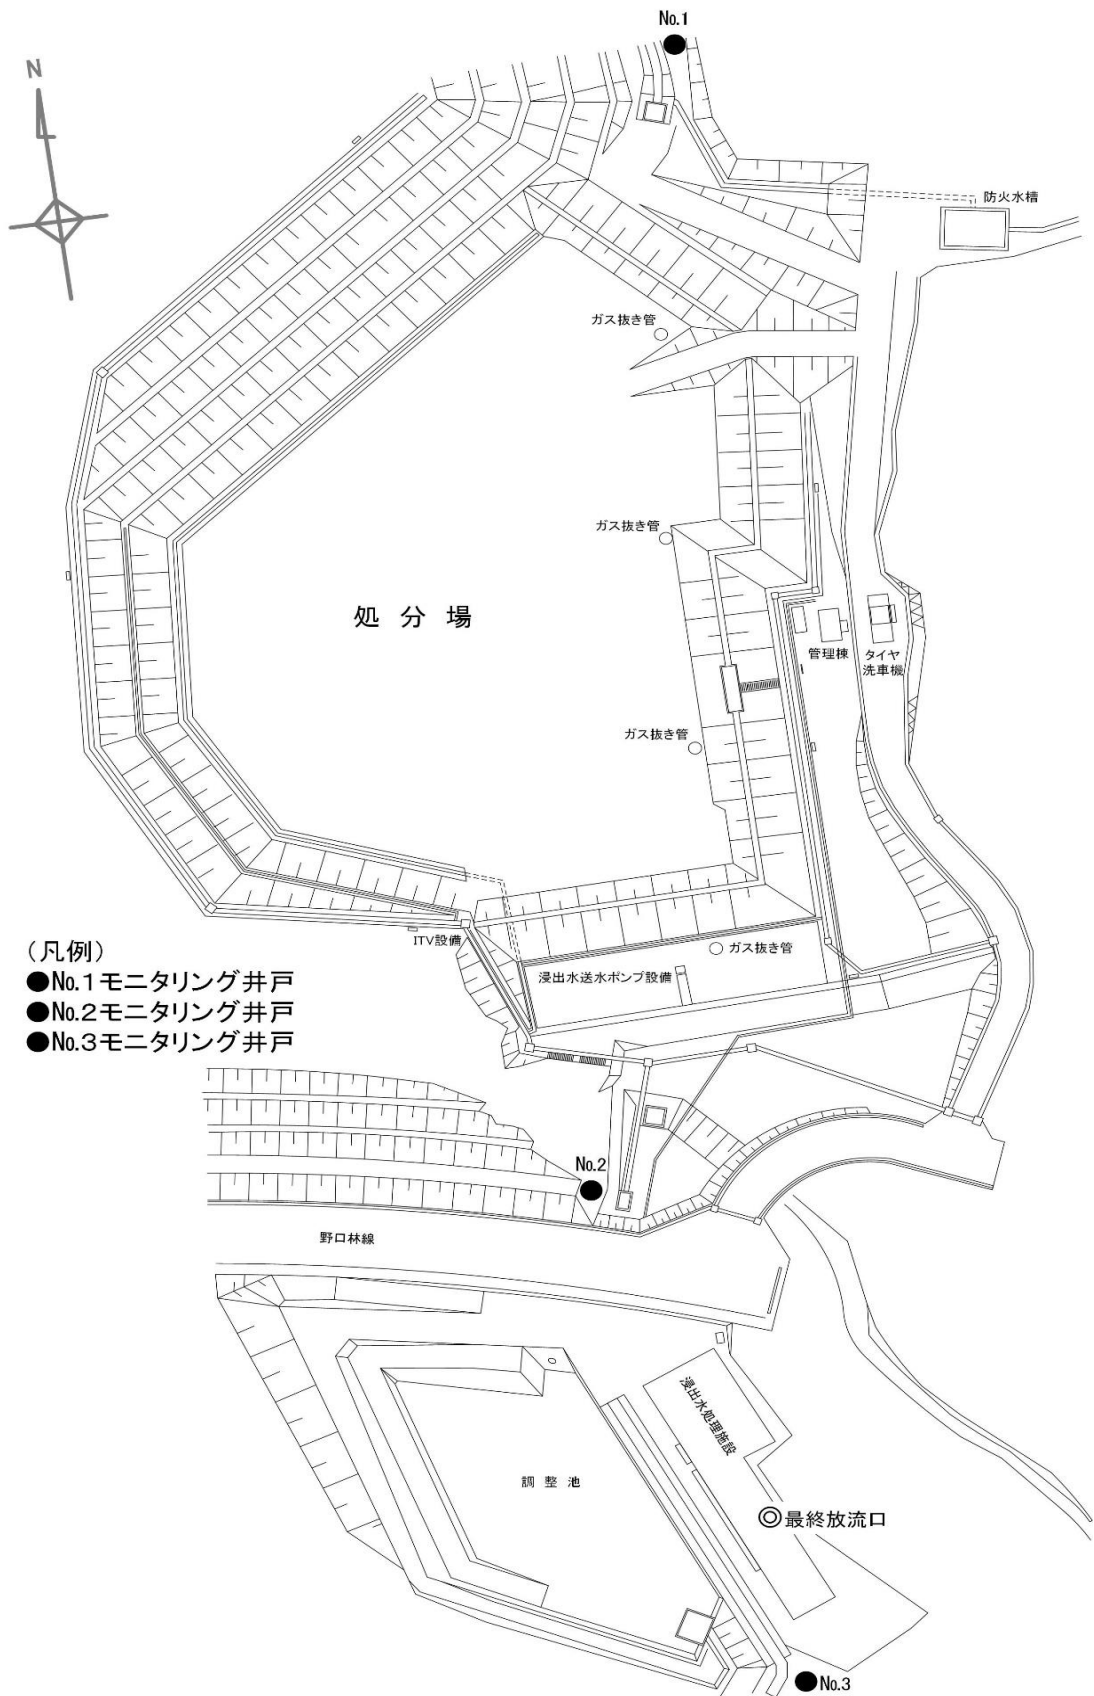 No.1
N
防火水槽
ガス抜き管
ガス抜き管
処 分 場
管理棟
タイヤ
洗車機
ガス抜き管
ITV設備
ガス抜き管
浸出水送水ポンプ設備
(凡例)
●No.1モニタリング井戸
●No.2モニタリング井戸
●No.3モニタリング井戸
No.2
野口林線
浸出水処理施設
調 整 池
◎最終放流口
No.3